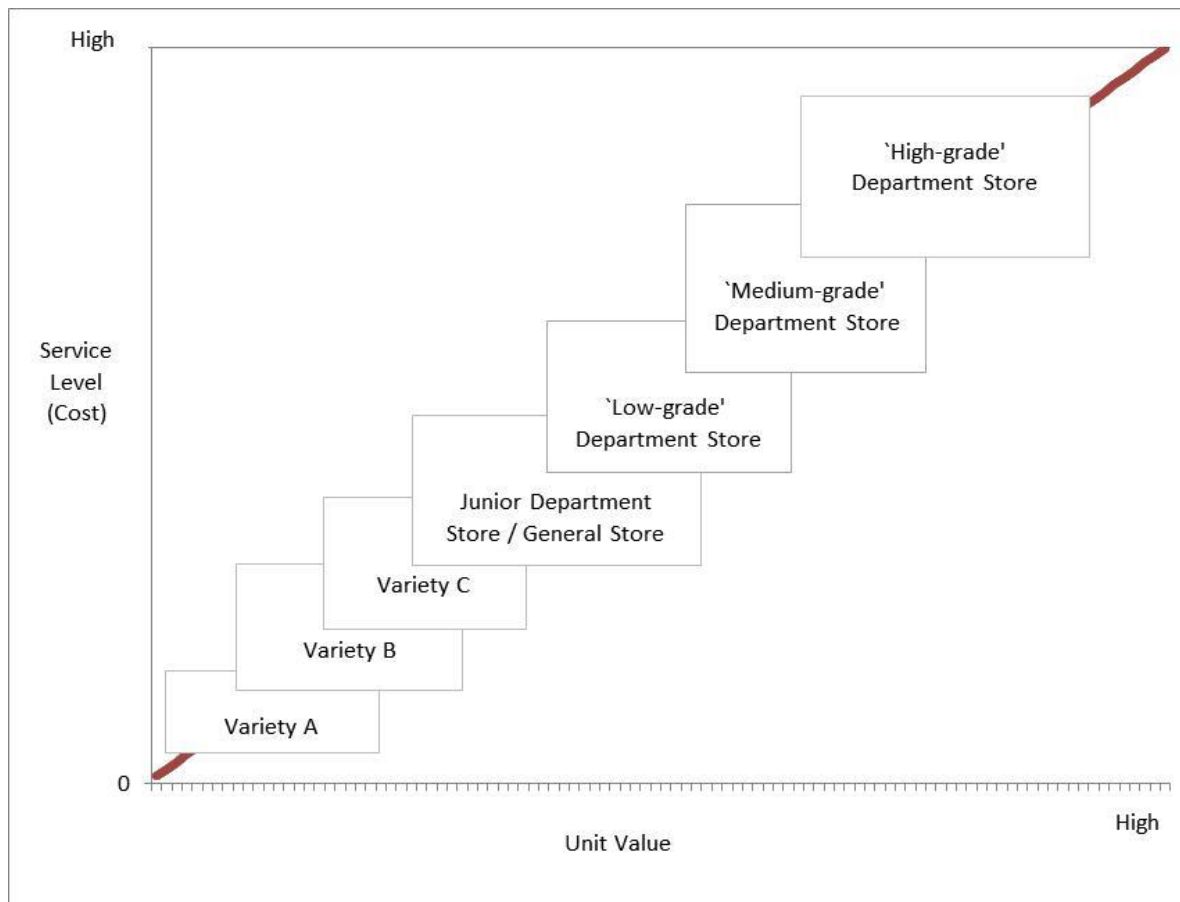 High
`High-grade'
Department Store
`Medium-grade'
Department Store
Service
Level
(Cost)
`Low-grade'
Department Store
Junior Department
Store / General Store
Variety C
Variety B
Variety A
0
High
Unit Value